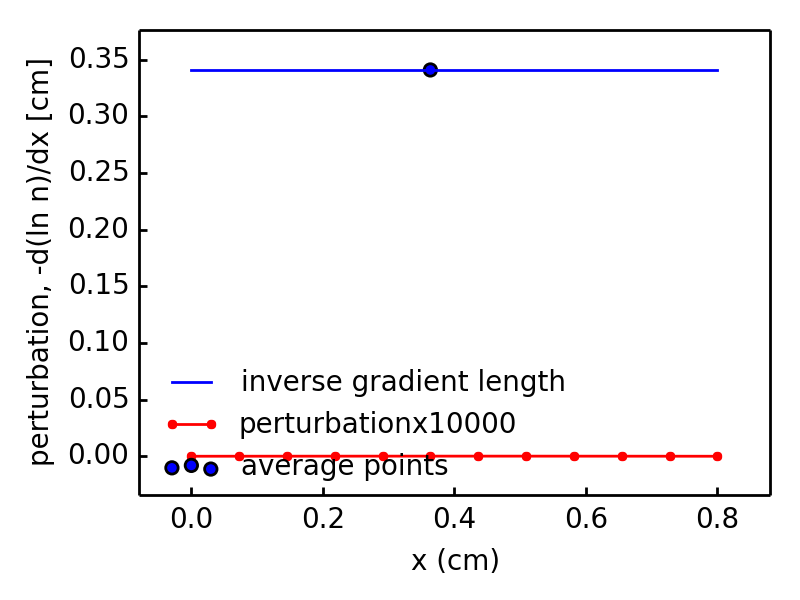 perturbation, -d(ln n)/dx [cm]
0.35
0.30
0.25
0.20
0.15
0.10
0.05
0.00
inverse gradient length
perturbationx10000
average points
0.0 0.2 0.4 0.6 0.8
x (cm)